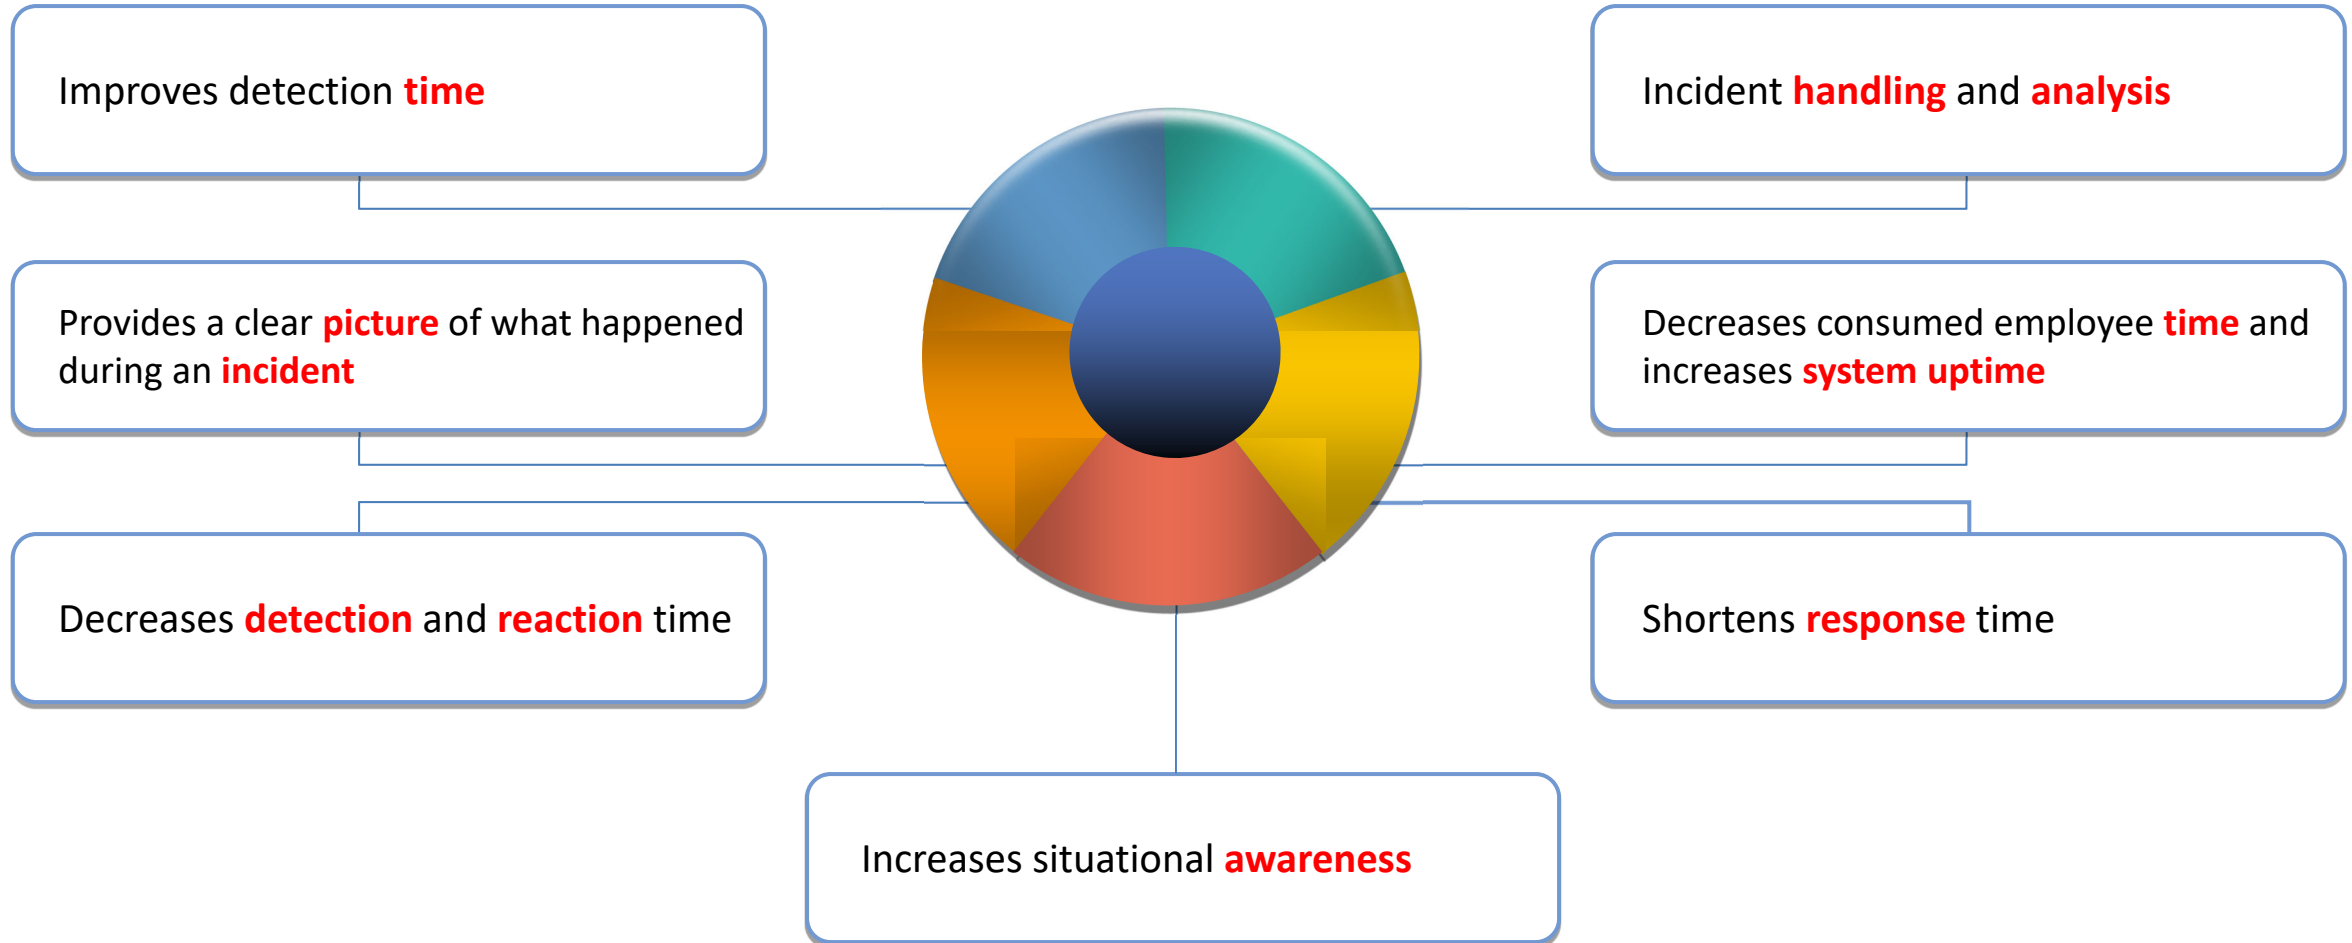 Improves detection time
Incident handling and analysis
Provides a clear picture of what happened
during an incident
Decreases consumed employee time and
increases system uptime
Decreases detection and reaction time
Shortens response time
Increases situational awareness